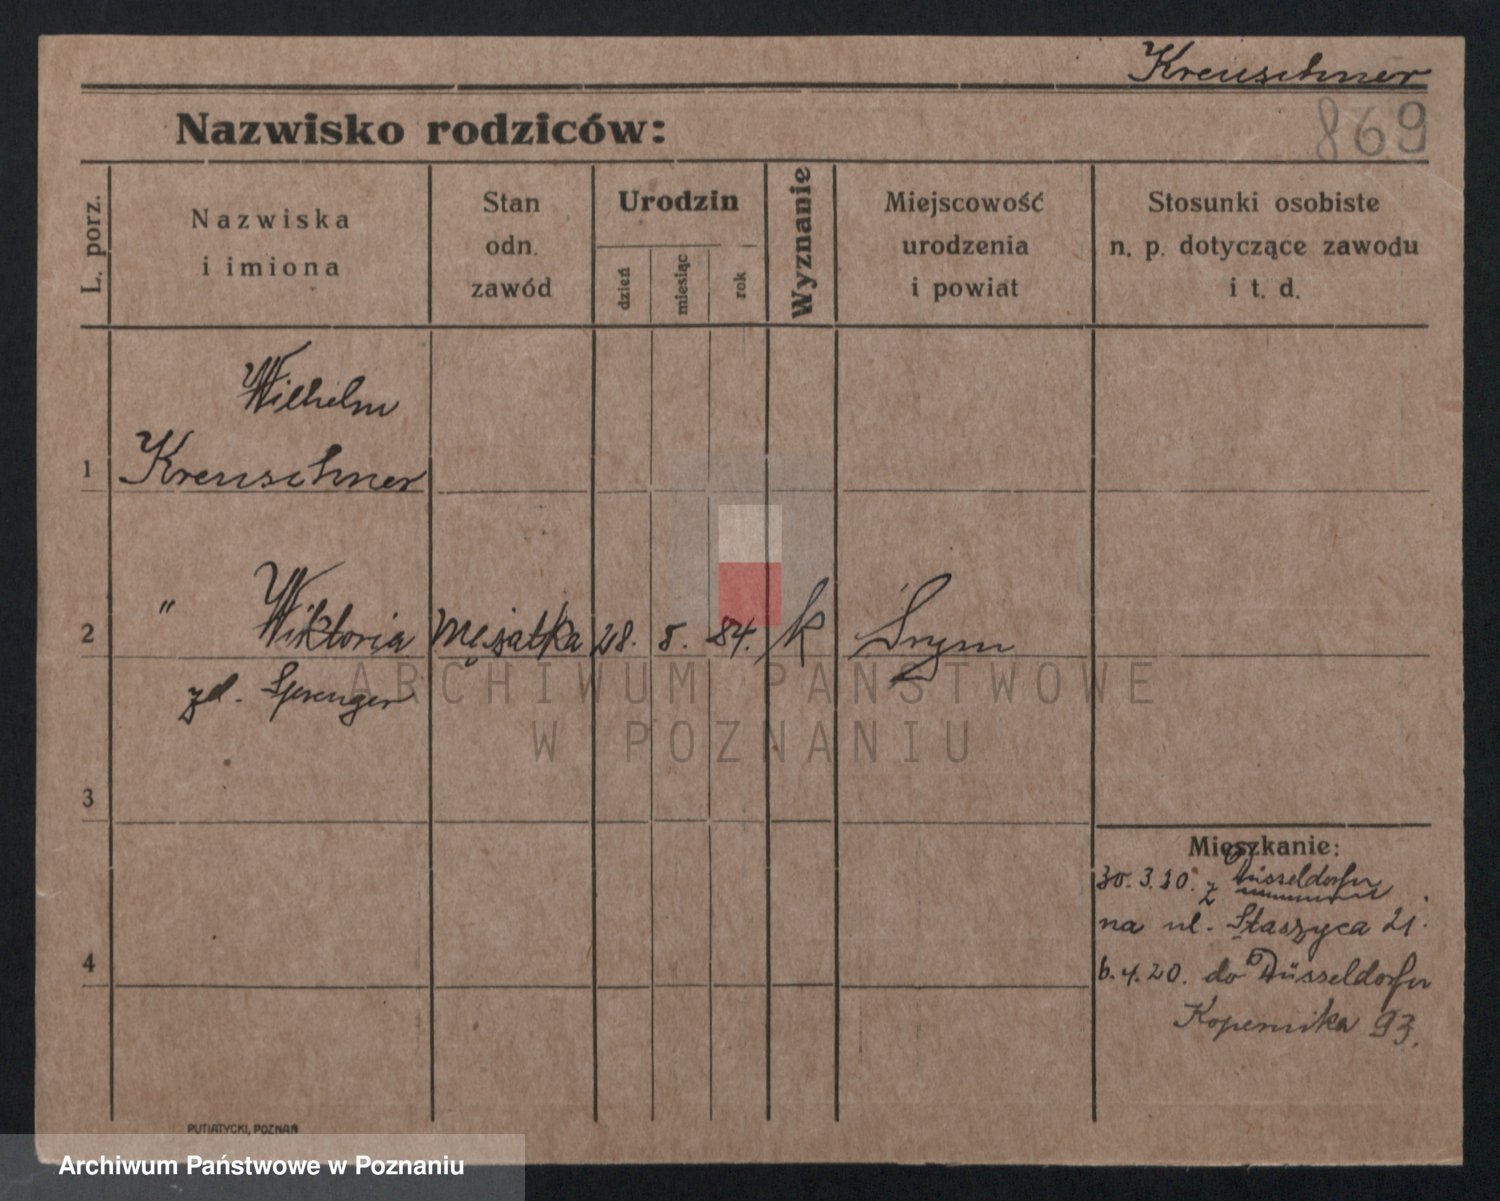 Kreuschner
869
Nazwisko rodziców:
L. porz.
Nazwiska
i imiona
Stan
odn.
zawód
Urodzin
dzień
miesiąc
rok
Wyznanie
Miejscowość
urodzenia
i powiat
Stosunki osobiste
n. p. dotyczące zawodu
i t. d.
Wilhelm
1 Kreuschner
2 " Wiktoria Mężatka 28. 8. 84. k Śrym
zd. Sprenger
ARCHIWUM PAŃSTWOWE
W POZNANIU
3
Mieszkanie:
30.3.20. z Düsseldorfu
na ul. Staszyca 21.
4
6.4.20. do Düsseldorfu
Kopernika 93.
PUTIATYCKI, POZNAŃ
Archiwum Państwowe w Poznaniu